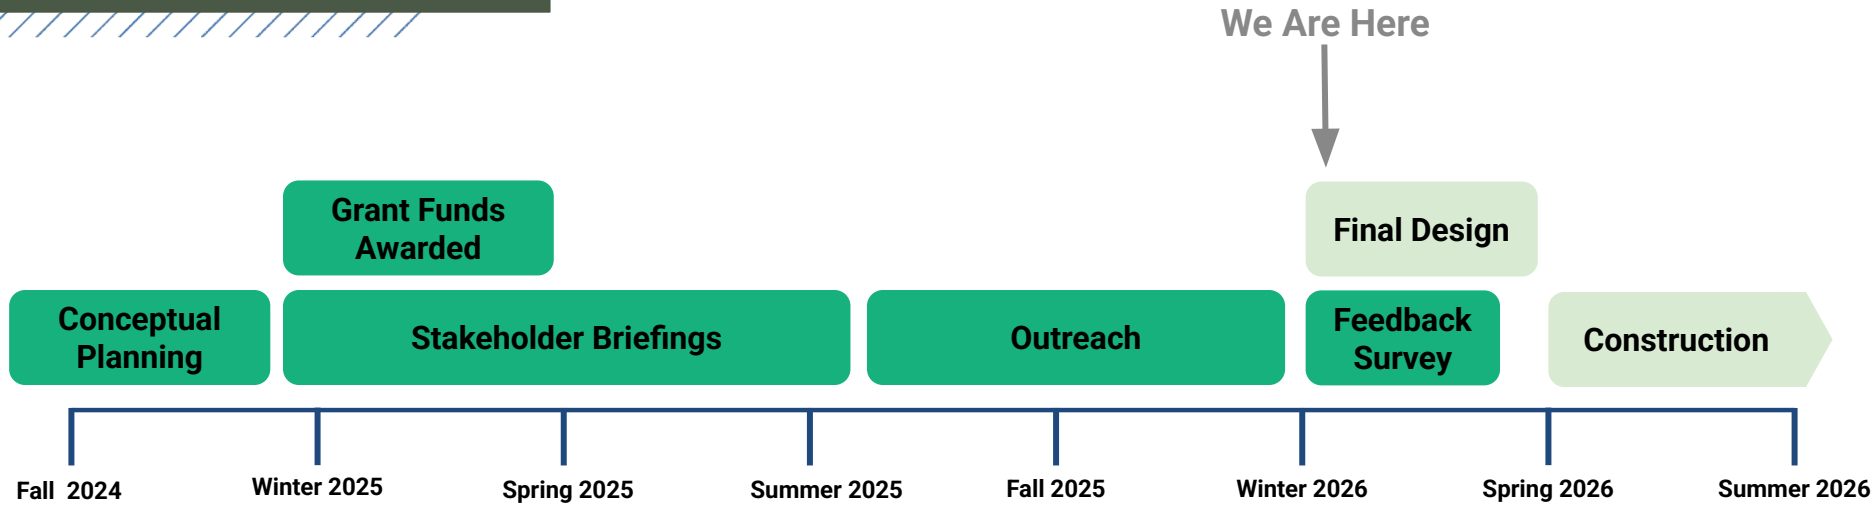 We Are Here
Grant Funds
Awarded
Final Design
Conceptual
Planning
Stakeholder Briefings
Outreach
Feedback
Survey
Construction
Fall 2024
Winter 2025
Spring 2025
Summer 2025
Fall 2025
Winter 2026
Spring 2026
Summer 2026